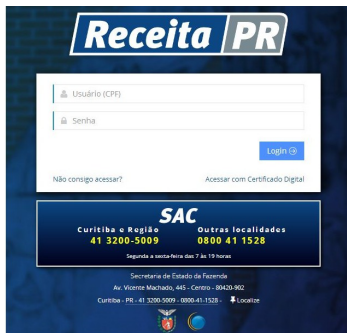 Receita PR
Usuário (CPF)
Senha
Login
Não consigo acessar? Acessar com Certificado Digital
SAC
Curitiba e Região Outras localidades
41 3200-5009 0800 41 1528
Segunda a sexta-feira das 7 às 19 horas
Secretaria de Estado da Fazenda
Av. Vicente Machado, 445 - Centro - 80420-902
Curitiba - PR - 41 3200-5009 - 0800-41-1528 - Localize